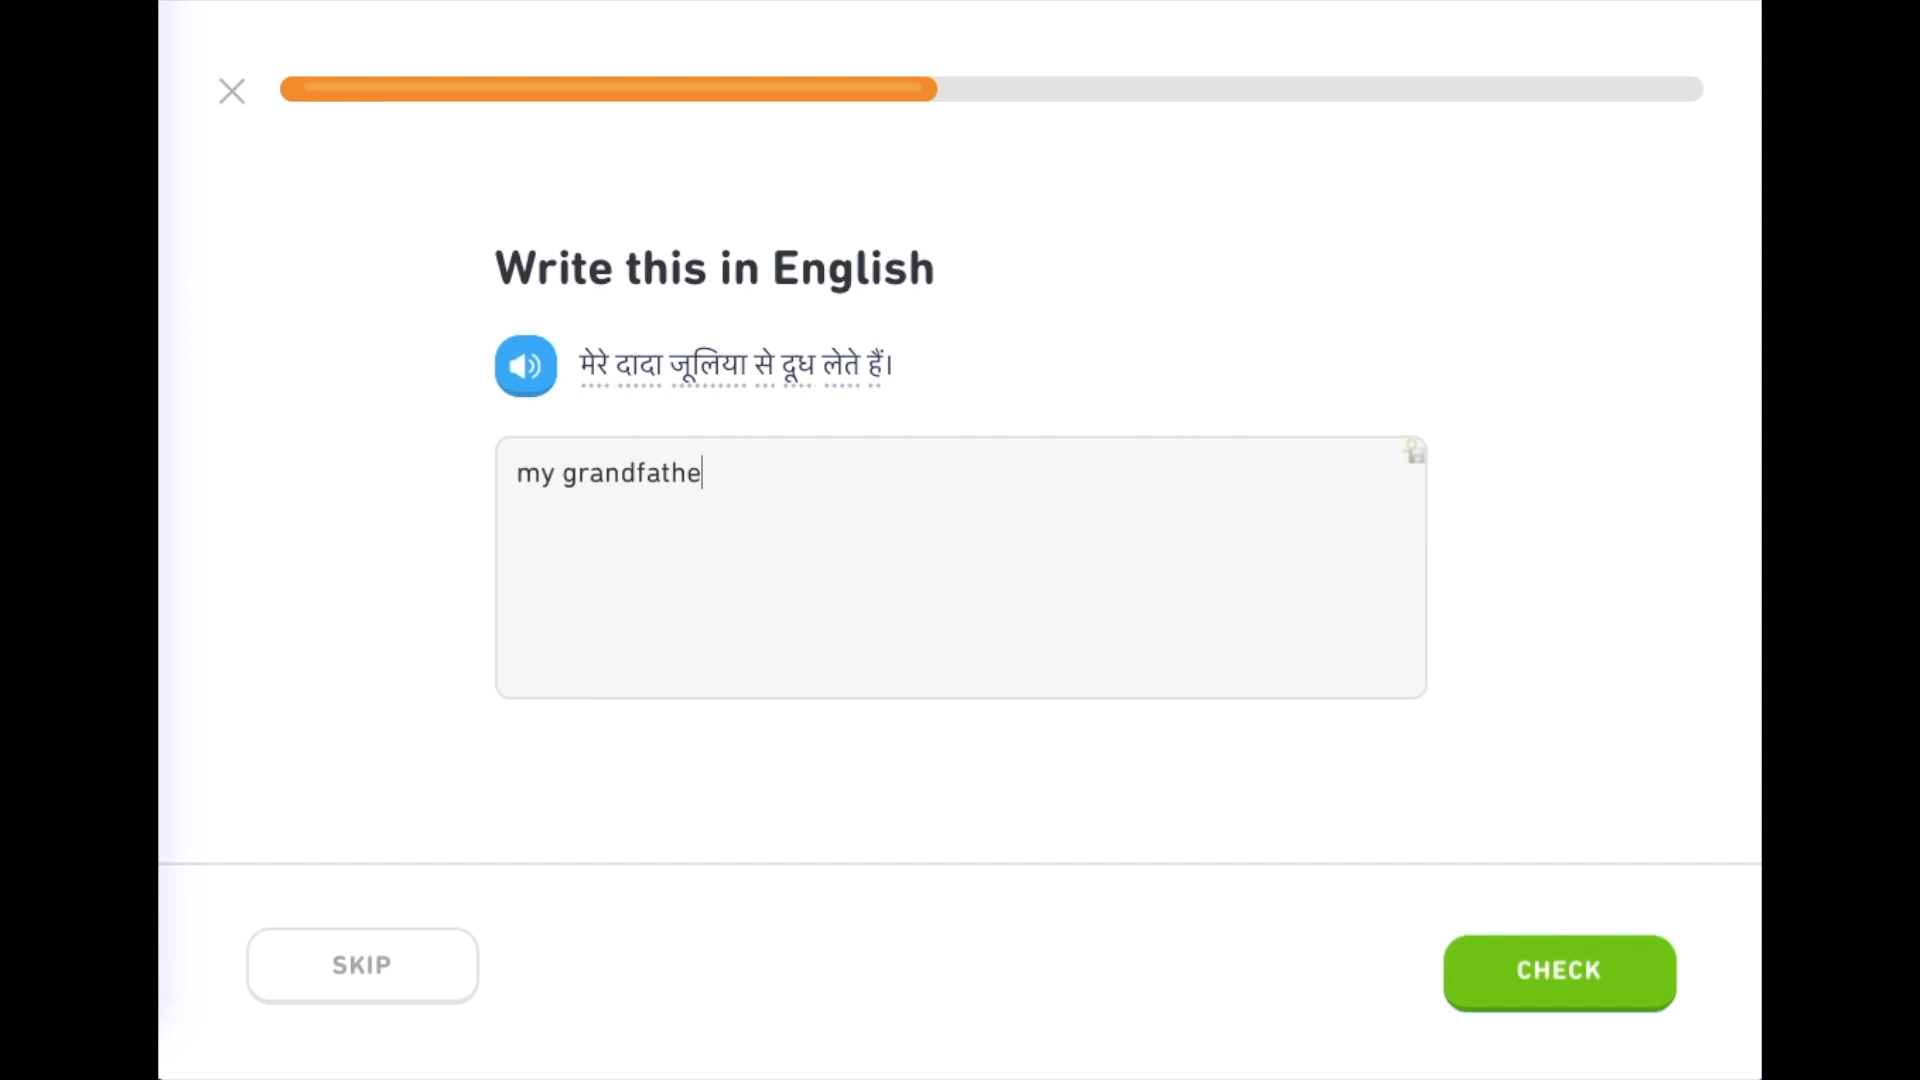 Write this in English
मेरे दादा जूलिया से दूध लेते हैं।
my grandfathe
SKIP
CHECK